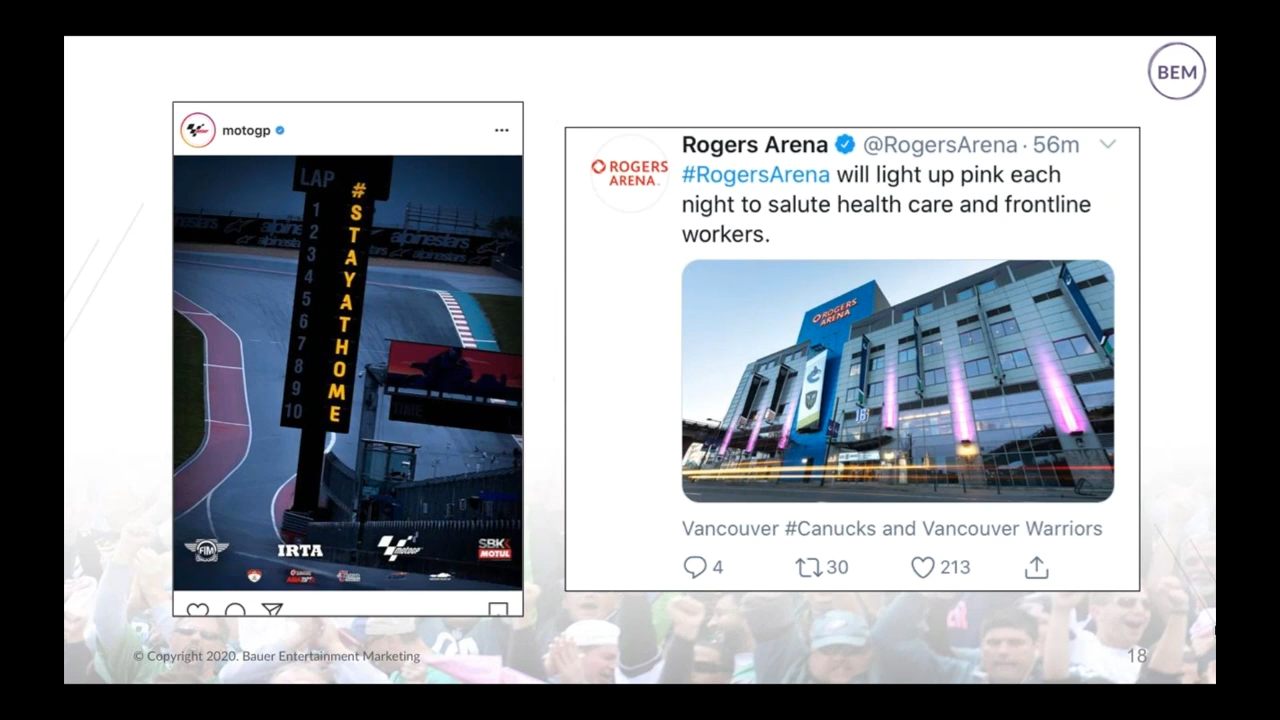 BEM
motogp
LAP
#STAYATHOME
1
2
3
4
5
6
7
8
9
10
alpinestars
alpinestars
TIME
FIM
IRTA
motogp
SBK
MOTUL
ROGERS
ARENA
Rogers Arena @RogersArena · 56m
#RogersArena will light up pink each
night to salute health care and frontline
workers.
ROGERS
ARENA
Vancouver #Canucks and Vancouver Warriors
4 30 213
© Copyright 2020. Bauer Entertainment Marketing
18